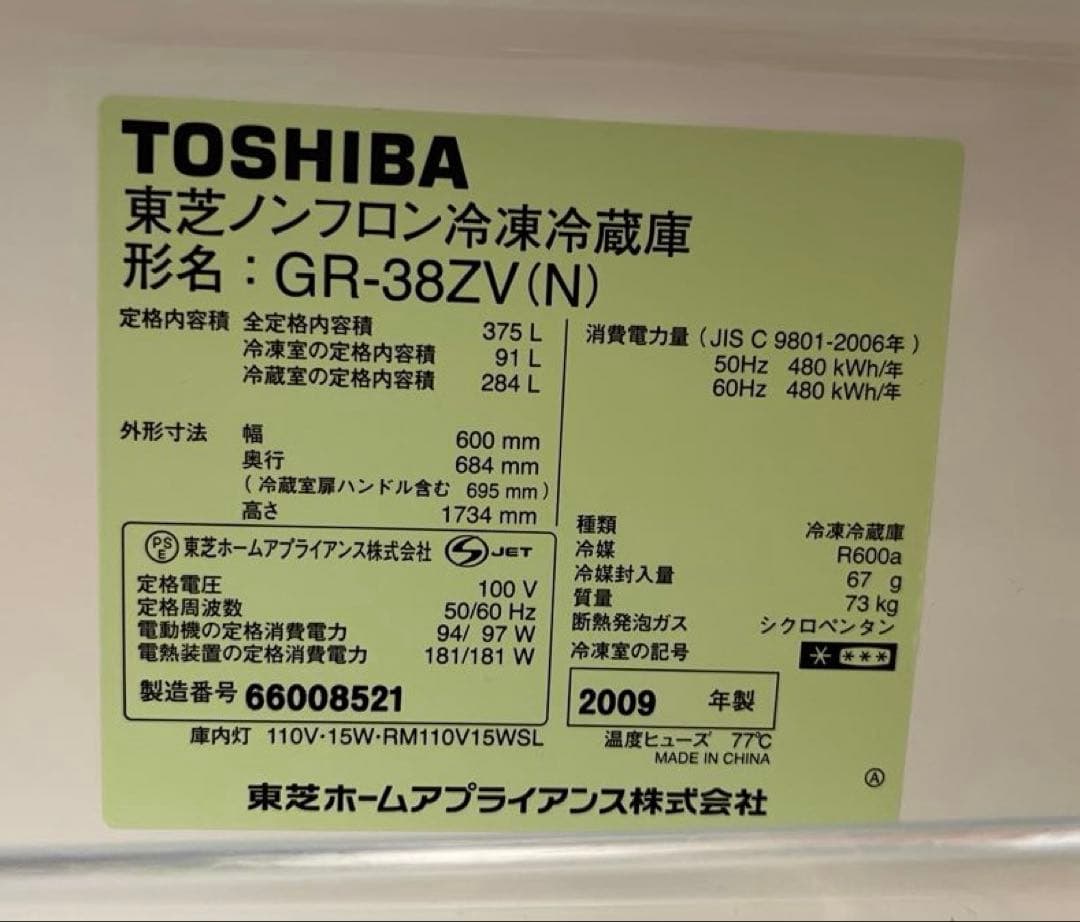 TOSHIBA
東芝ノンフロン冷凍冷蔵庫
形名：GR-38ZV(N)
定格内容積 全定格内容積 375 L
冷凍室の定格内容積 91 L
冷蔵室の定格内容積 284 L
外形寸法 幅 600 mm
奥行 684 mm
(冷蔵室扉ハンドル含む 695 mm)
高さ 1734 mm
PSE 東芝ホームアプライアンス株式会社 S JET
定格電圧 100 V
定格周波数 50/60 Hz
電動機の定格消費電力 94/ 97 W
電熱装置の定格消費電力 181/181 W
製造番号 66008521
庫内灯 110V・15W・RM110V15WSL
消費電力量 (JIS C 9801-2006年)
50Hz 480 kWh/年
60Hz 480 kWh/年
種類 冷凍冷蔵庫
冷媒 R600a
冷媒封入量 67 g
質量 73 kg
断熱発泡ガス シクロペンタン
冷凍室の記号 * ***
2009 年製
温度ヒューズ 77℃
MADE IN CHINA
Ⓐ
東芝ホームアプライアンス株式会社